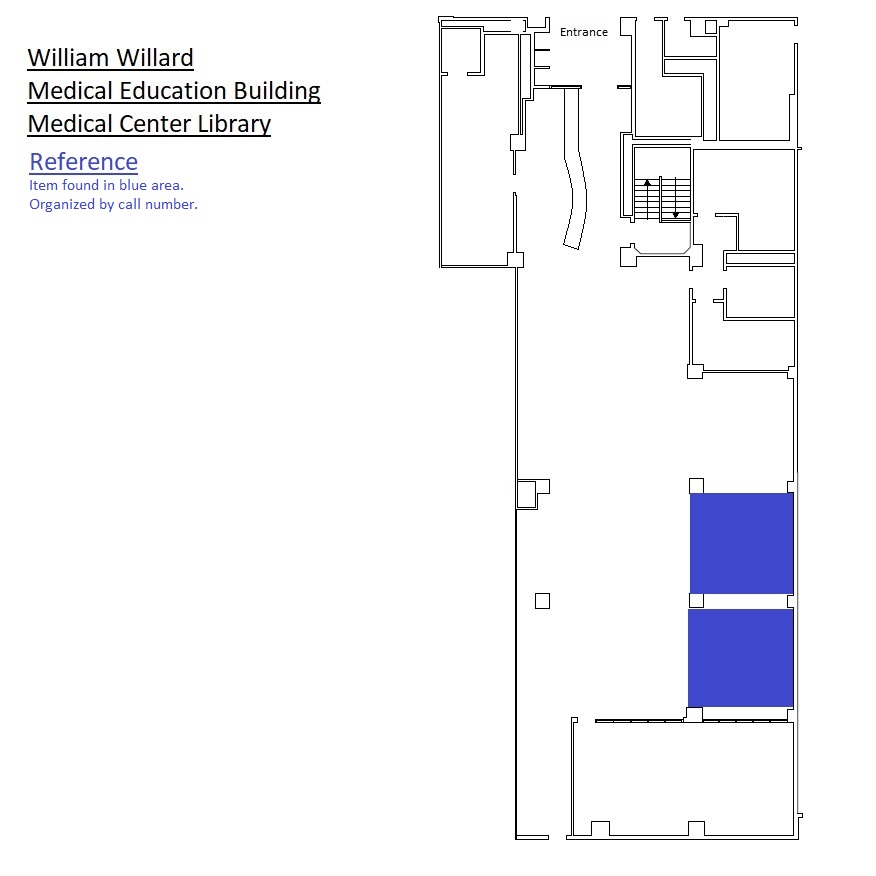 William Willard
Medical Education Building
Medical Center Library
Reference
Item found in blue area.
Organized by call number.
Entrance